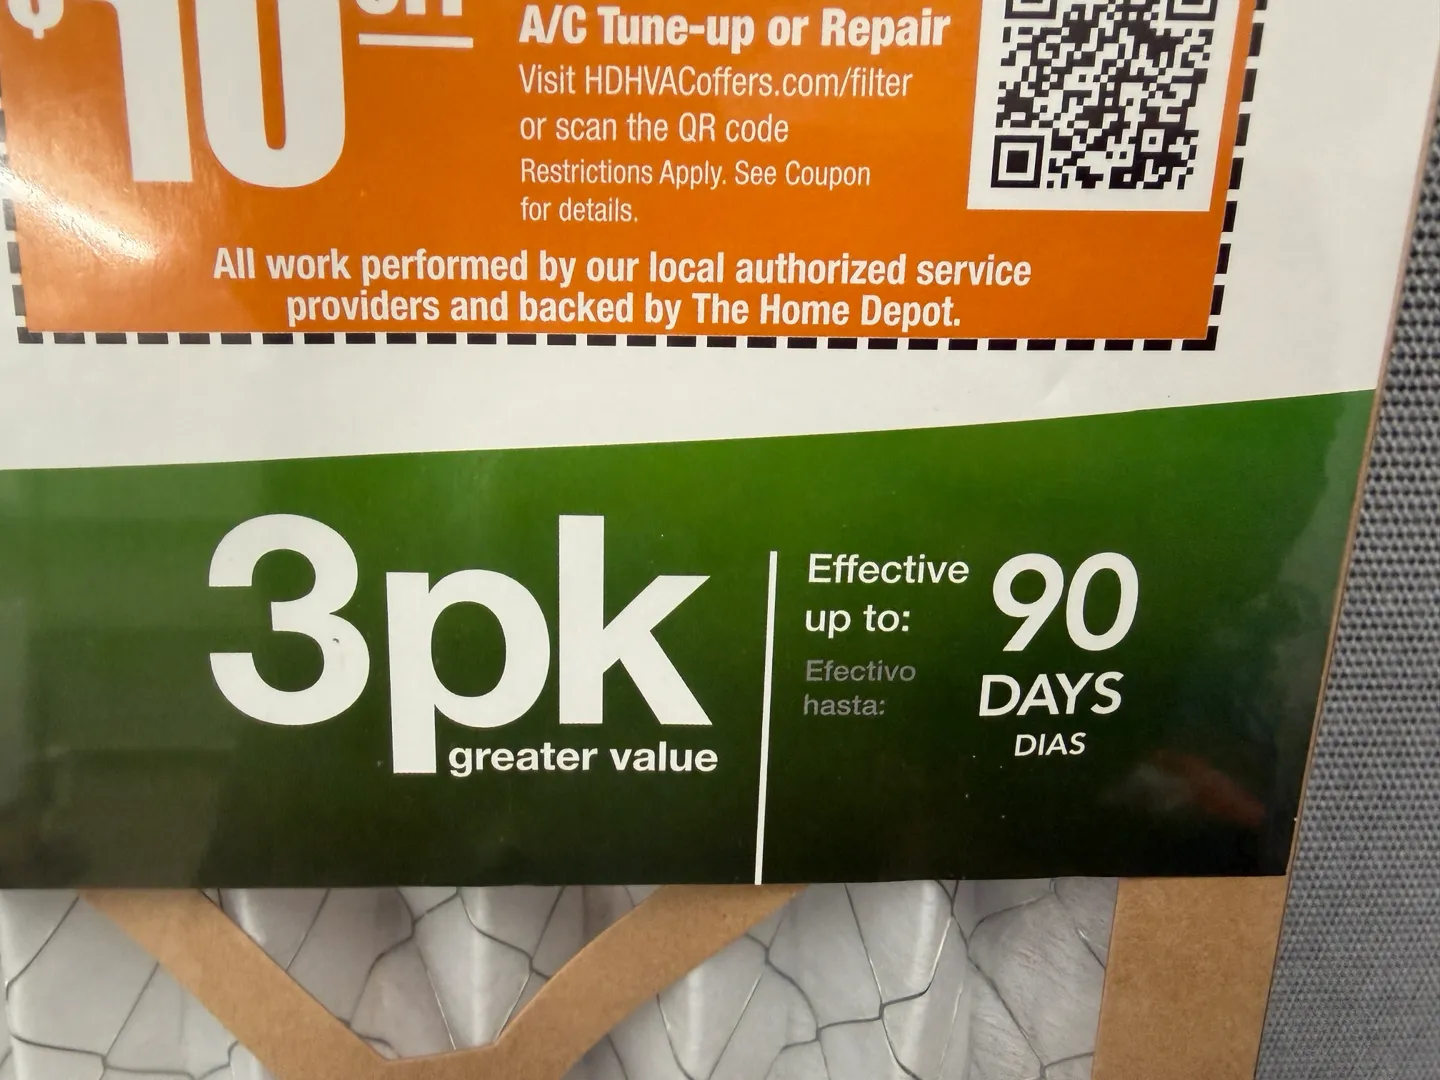 $10
A/C Tune-up or Repair
Visit HDHVACoffers.com/filter
or scan the QR code
Restrictions Apply. See Coupon
for details.
All work performed by our local authorized service
providers and backed by The Home Depot.
3pk
greater value
Effective
up to:
Efectivo
hasta:
90
DAYS
DIAS